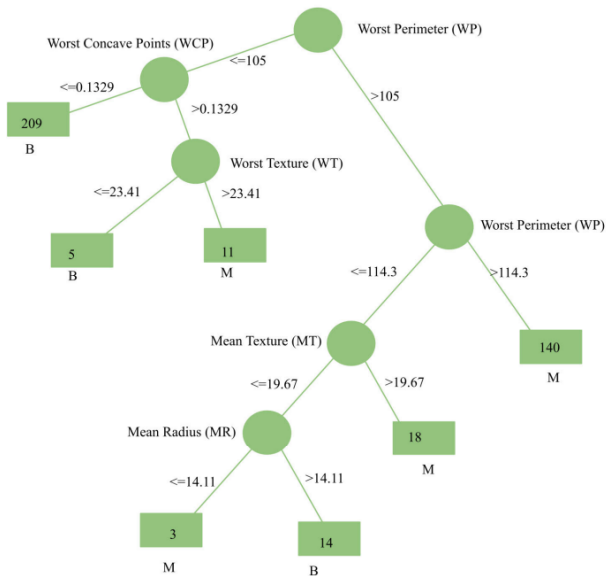 Worst Perimeter (WP)
Worst Concave Points (WCP)
<=105
>105
<=0.1329
>0.1329
209
B
Worst Texture (WT)
<=23.41
>23.41
5
B
11
M
Worst Perimeter (WP)
<=114.3
>114.3
Mean Texture (MT)
140
M
<=19.67
>19.67
Mean Radius (MR)
18
M
<=14.11
>14.11
3
M
14
B